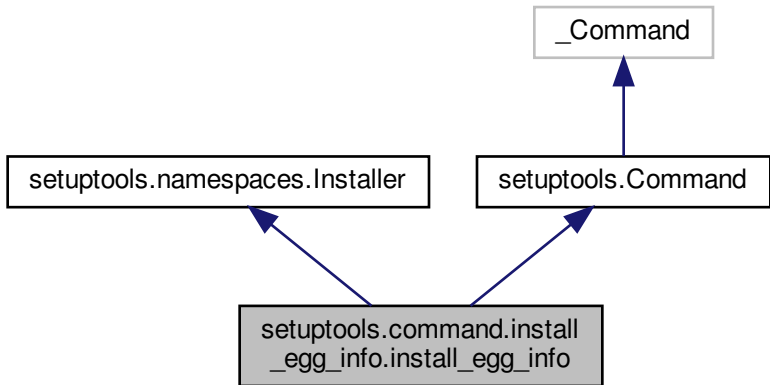 _Command
setuptools.namespaces.Installer
setuptools.Command
setuptools.command.install
_egg_info.install_egg_info